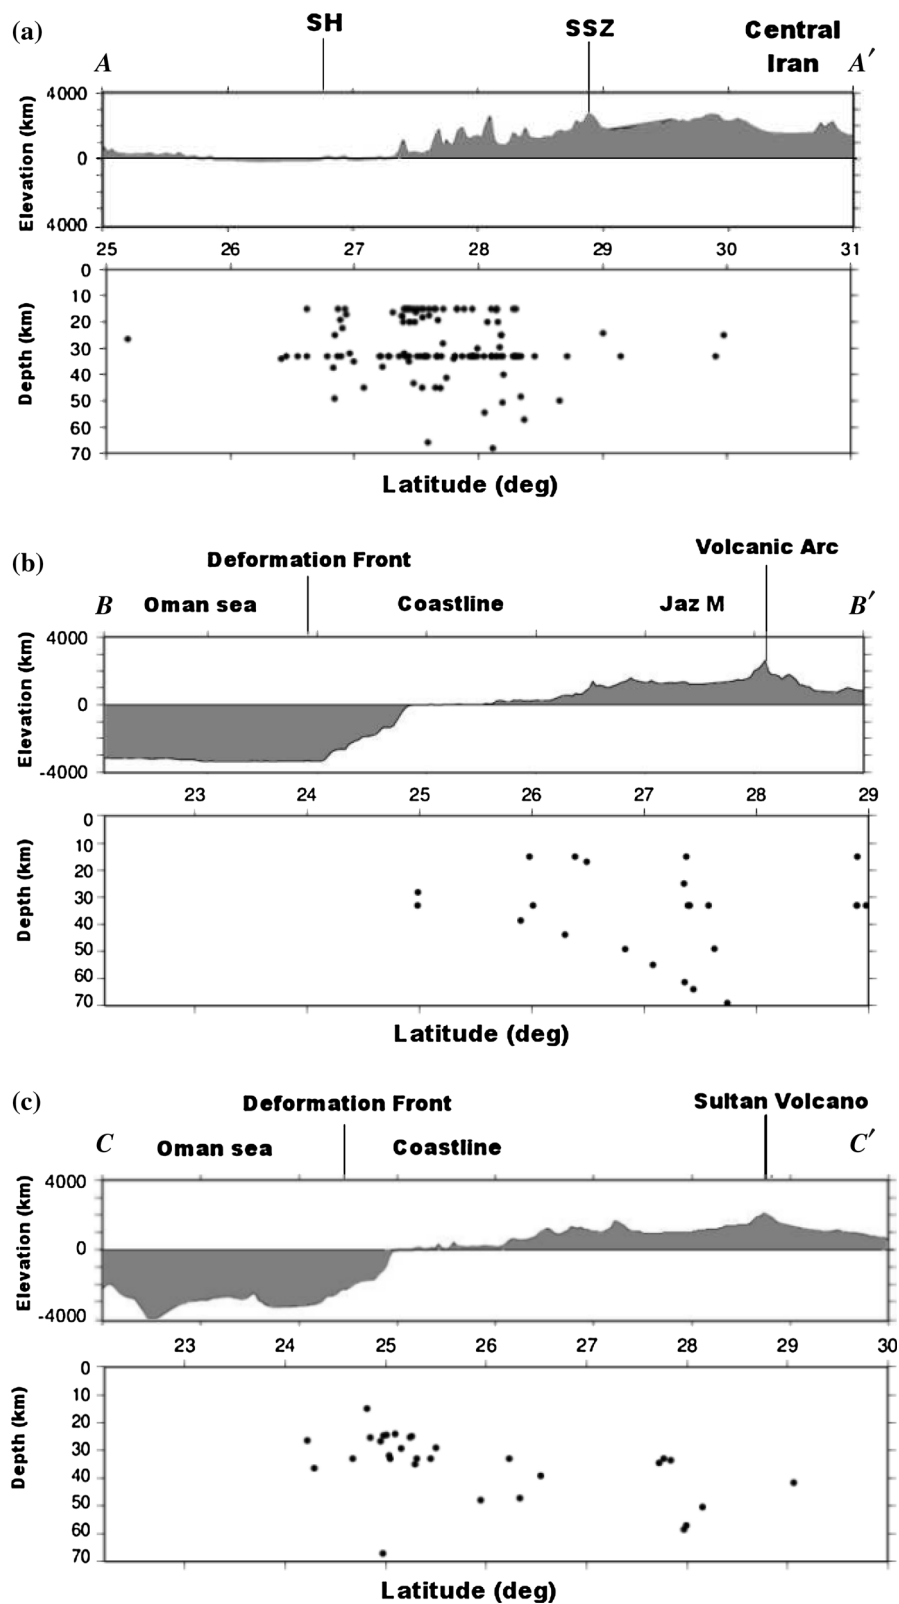 (a)
SH
SSZ
Central
Iran
A
A′
Elevation (km)
4000
0
4000
25 26 27 28 29 30 31
Depth (km)
0
10
20
30
40
50
60
70
Latitude (deg)
(b)
Volcanic Arc
Deformation Front
B
Oman sea
Coastline
Jaz M
B′
Elevation (km)
4000
0
-4000
23 24 25 26 27 28 29
Depth (km)
0
10
20
30
40
50
60
70
Latitude (deg)
(c)
Deformation Front
Sultan Volcano
C
Oman sea
Coastline
C′
Elevation (km)
4000
0
-4000
23 24 25 26 27 28 29 30
Depth (km)
0
10
20
30
40
50
60
70
Latitude (deg)